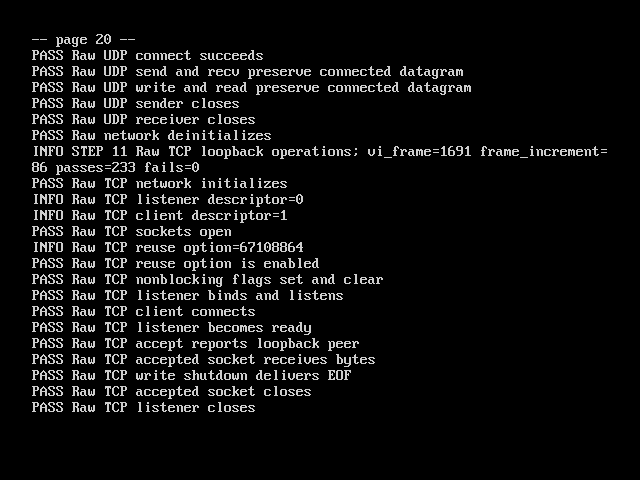 -- page 20 --
PASS Raw UDP connect succeeds
PASS Raw UDP send and recv preserve connected datagram
PASS Raw UDP write and read preserve connected datagram
PASS Raw UDP sender closes
PASS Raw UDP receiver closes
PASS Raw network deinitializes
INFO STEP 11 Raw TCP loopback operations; vi_frame=1691 frame_increment=
86 passes=233 fails=0
PASS Raw TCP network initializes
INFO Raw TCP listener descriptor=0
INFO Raw TCP client descriptor=1
PASS Raw TCP sockets open
INFO Raw TCP reuse option=67108864
PASS Raw TCP reuse option is enabled
PASS Raw TCP nonblocking flags set and clear
PASS Raw TCP listener binds and listens
PASS Raw TCP client connects
PASS Raw TCP listener becomes ready
PASS Raw TCP accept reports loopback peer
PASS Raw TCP accepted socket receives bytes
PASS Raw TCP write shutdown delivers EOF
PASS Raw TCP accepted socket closes
PASS Raw TCP listener closes